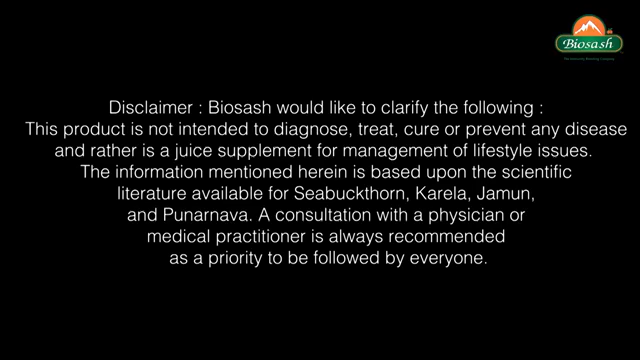 Biosash
Disclaimer : Biosash would like to clarify the following :
This product is not intended to diagnose, treat, cure or prevent any disease
and rather is a juice supplement for management of lifestyle issues.
The information mentioned herein is based upon the scientific
literature available for Seabuckthorn, Karela, Jamun,
and Punarnava. A consultation with a physician or
medical practitioner is always recommended
as a priority to be followed by everyone.